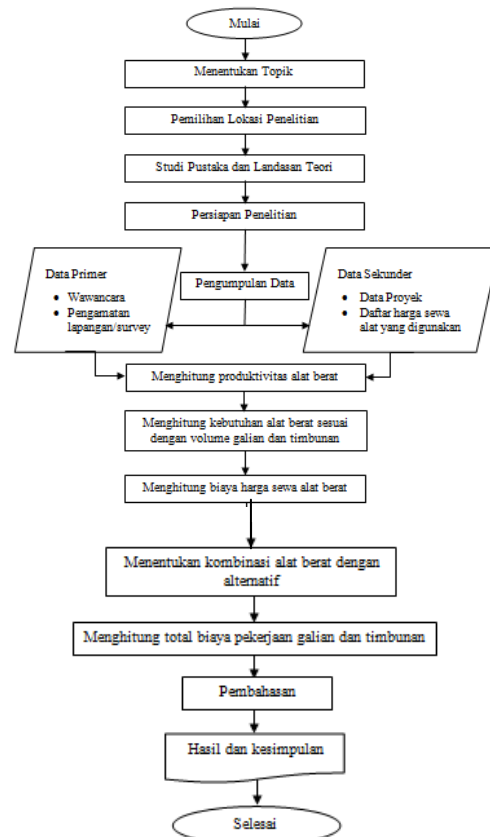 Mulai
Menentukan Topik
Pemilihan Lokasi Penelitian
Studi Pustaka dan Landasan Teori
Persiapan Penelitian
Data Primer
• Wawancara
• Pengamatan
lapangan/survey
Pengumpulan Data
Data Sekunder
• Data Proyek
• Daftar harga sewa
alat yang digunakan
Menghitung produktivitas alat berat
Menghitung kebutuhan alat berat sesuai
dengan volume galian dan timbunan
Menghitung biaya harga sewa alat berat
Menentukan kombinasi alat berat dengan
alternatif
Menghitung total biaya pekerjaan galian dan timbunan
Pembahasan
Hasil dan kesimpulan
Selesai